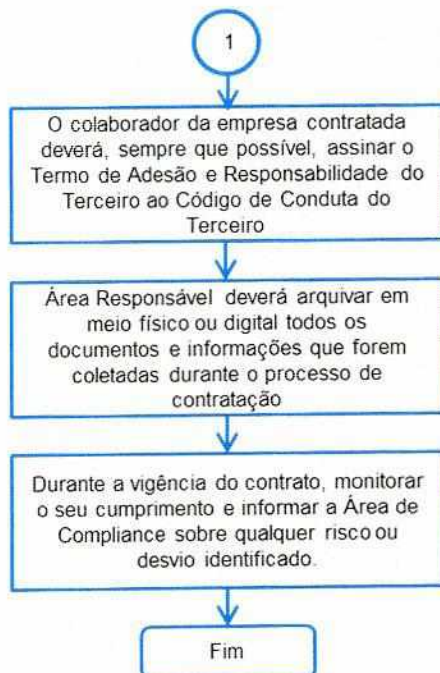 1
O colaborador da empresa contratada
deverá, sempre que possível, assinar o
Termo de Adesão e Responsabilidade do
Terceiro ao Código de Conduta do
Terceiro
Área Responsável deverá arquivar em
meio físico ou digital todos os
documentos e informações que forem
coletadas durante o processo de
contratação
Durante a vigência do contrato, monitorar
o seu cumprimento e informar a Área de
Compliance sobre qualquer risco ou
desvio identificado.
Fim